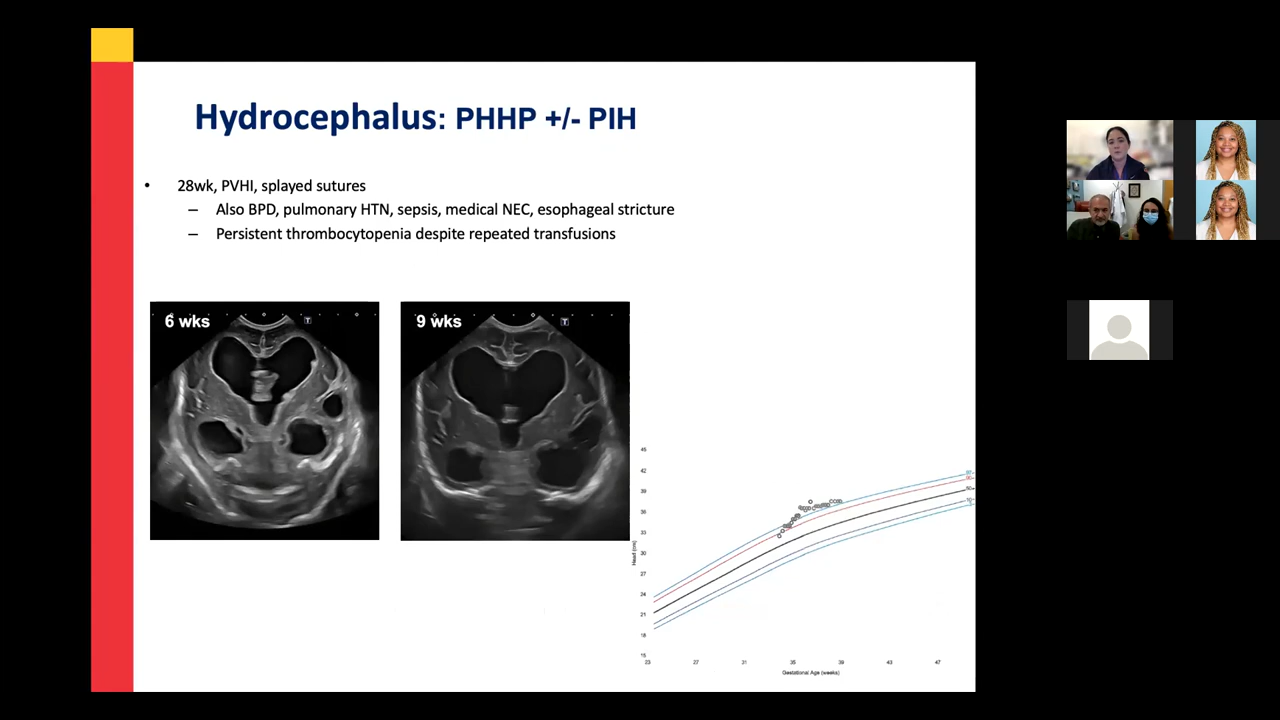 Hydrocephalus: PHHP +/- PIH
• 28wk, PVHI, splayed sutures
– Also BPD, pulmonary HTN, sepsis, medical NEC, esophageal stricture
– Persistent thrombocytopenia despite repeated transfusions
6 wks
T
9 wks
T
45
42
39
36
33
30
27
24
21
18
15
Head (cm)
23
27
31
35
39
43
47
Gestational Age (weeks)